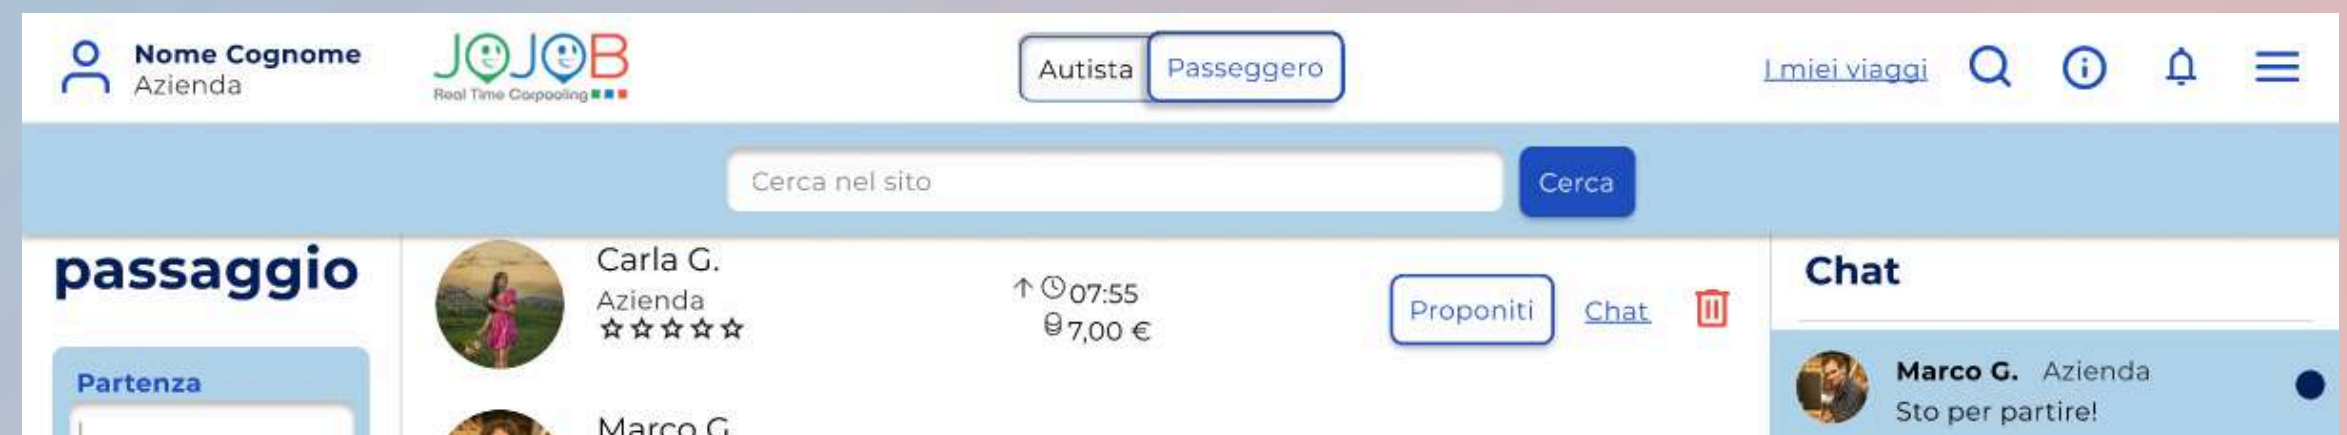 Nome Cognome
Azienda
JOJOB
Real Time Carpooling
Autista
Passeggero
I miei viaggi
Cerca nel sito
Cerca
passaggio
Partenza
Carla G.
Azienda
07:55
7,00 €
Proponiti
Chat
Marco G.
Chat
Marco G. Azienda
Sto per partire!